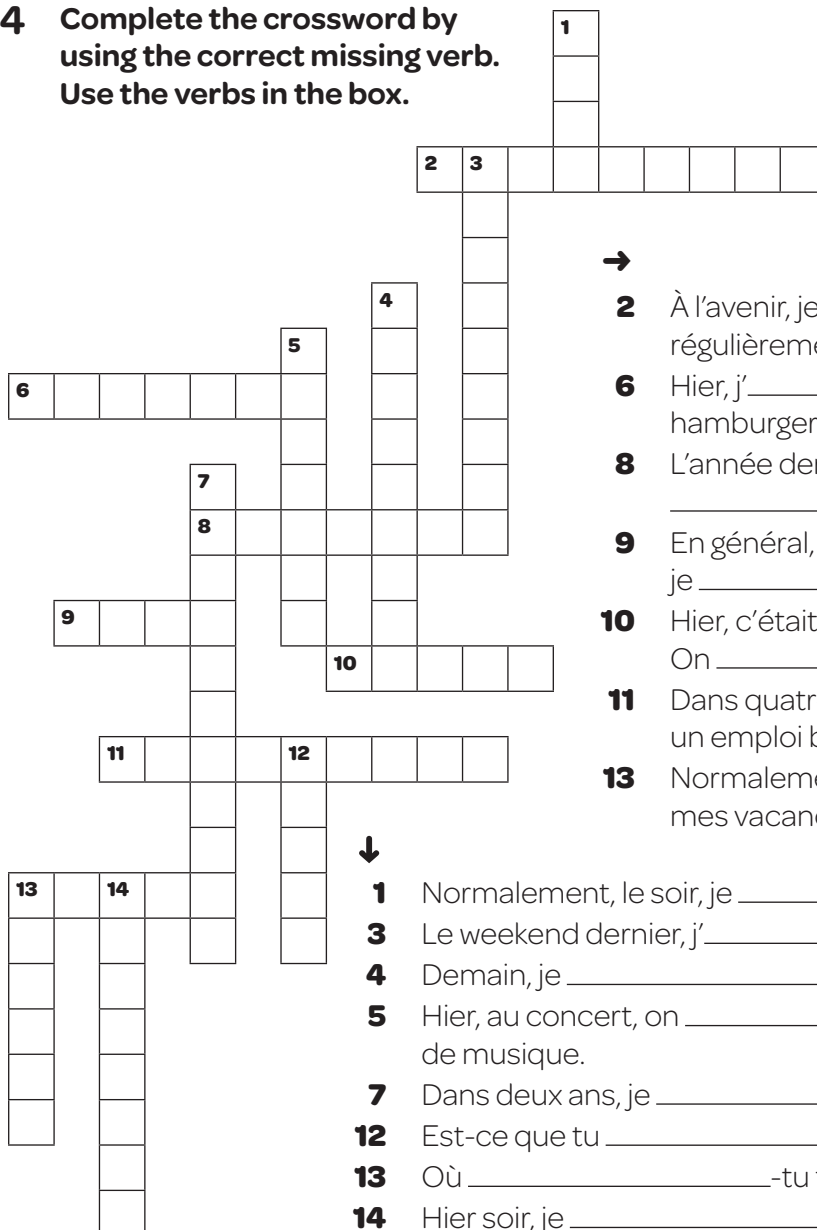 4 Complete the crossword by
using the correct missing verb.
Use the verbs in the box.
1
2 3
4
5
6
7
8
9
10
11 12
13 14
→
2 À l'avenir, je
régulièreme
6 Hier, j'
hamburger
8 L'année der
9 En général,
je
10 Hier, c'était
On
11 Dans quatr
un emploi b
13 Normaleme
mes vacanc
↓
1 Normalement, le soir, je
3 Le weekend dernier, j'
4 Demain, je
5 Hier, au concert, on
de musique.
7 Dans deux ans, je
12 Est-ce que tu
13 Où -tu
14 Hier soir, je